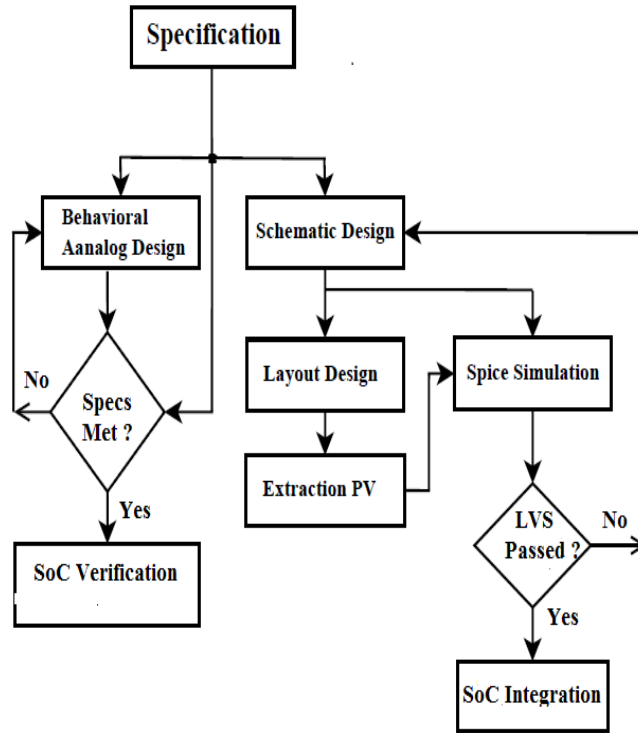 Specification
Behavioral
Aanalog Design
Schematic Design
No
Specs
Met ?
Layout Design
Spice Simulation
Extraction PV
Yes
LVS
Passed ?
No
SoC Verification
Yes
SoC Integration